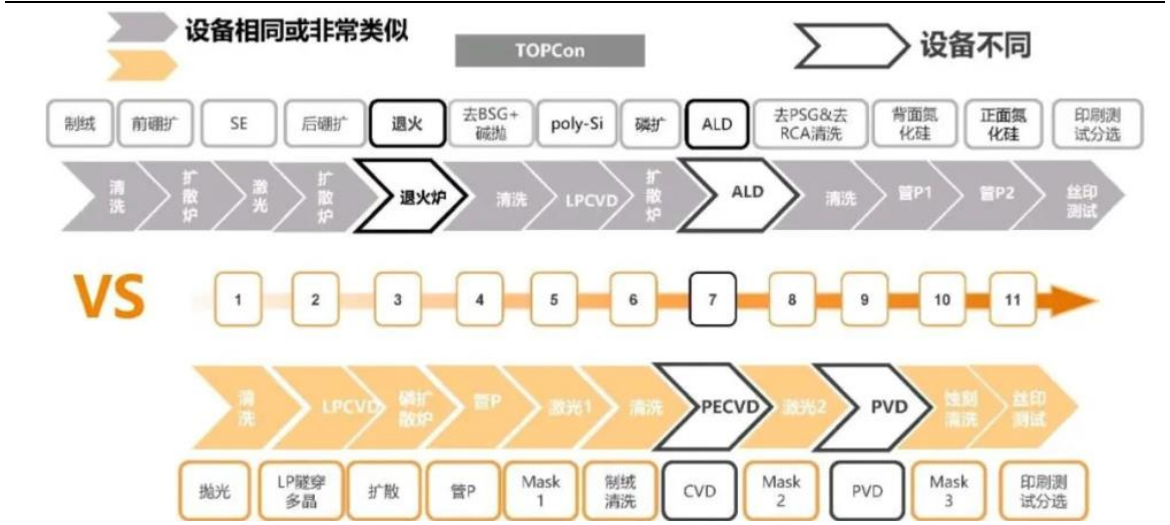 设备相同或非常类似
TOPCon
设备不同
制绒
前硼扩
SE
后硼扩
退火
去BSG+
碱抛
poly-Si
磷扩
ALD
去PSG&去
RCA清洗
背面氮
化硅
正面氮
化硅
印刷测
试分选
清
洗
扩
散
炉
激
光
扩
散
炉
退火炉
清洗
LPCVD
扩
散
炉
ALD
清洗
管P1
管P2
丝印
测试
VS
1
2
3
4
5
6
7
8
9
10
11
清
洗
LPCVD
磷扩
散炉
管P
激光1
清洗
PECVD
激光2
PVD
蚀刻
清洗
丝印
测试
抛光
LP隧穿
多晶
扩散
管P
Mask
1
制绒
清洗
CVD
Mask
2
PVD
Mask
3
印刷测
试分选